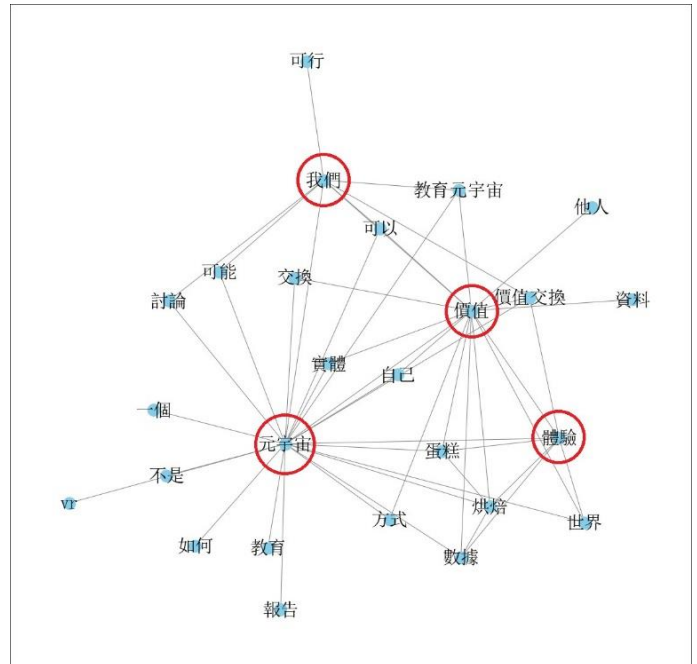 可行
我們
教育元宇宙
他人
可以
可能
交換
討論
價值交換
資料
價值
實體
自己
一個
元宇宙
體驗
蛋糕
不是
vr
烘焙
方式
世界
如何
教育
數據
報告